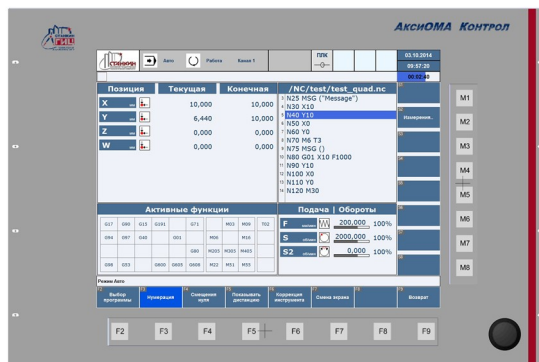 АксиОМА Контрол
СТАНКИН
Авто
Работа
Канал 1
ПЛК
03.10.2014
09:57:20
00:02:40
Позиция Текущая Конечная
/NC/test/test_quad.nc
X 10,000 10,000
Y 6,440 10,000
Z 0,000 0,000
W 0,000 0,000
N25 MSG ("Message")
N30 X10
N40 Y10
N50 X0
N60 Y0
N70 M6 T3
N75 MSG ()
N80 G01 X10 F1000
N90 Y10
N100 X0
N110 Y0
N120 M30
Измерения..
Активные функции
G17 G90 G15 G191 G71 M03 M09 T02
G94 G97 G40 O01 M06 M16
G80 M203 M303 M403
G98 G53 G600 G605 G608 M22 M51 M55
Подача | Обороты
F 200,000 100%
S 2000,000 100%
S2 0,000 100%
Режим Авто
Выбор программы
Нумерация
Смещения нуля
Показывать дистанцию
Коррекция инструмента
Смена экрана
Возврат
F2 F3 F4 F5 F6 F7 F8 F9
M1
M2
M3
M4
M5
M6
M7
M8